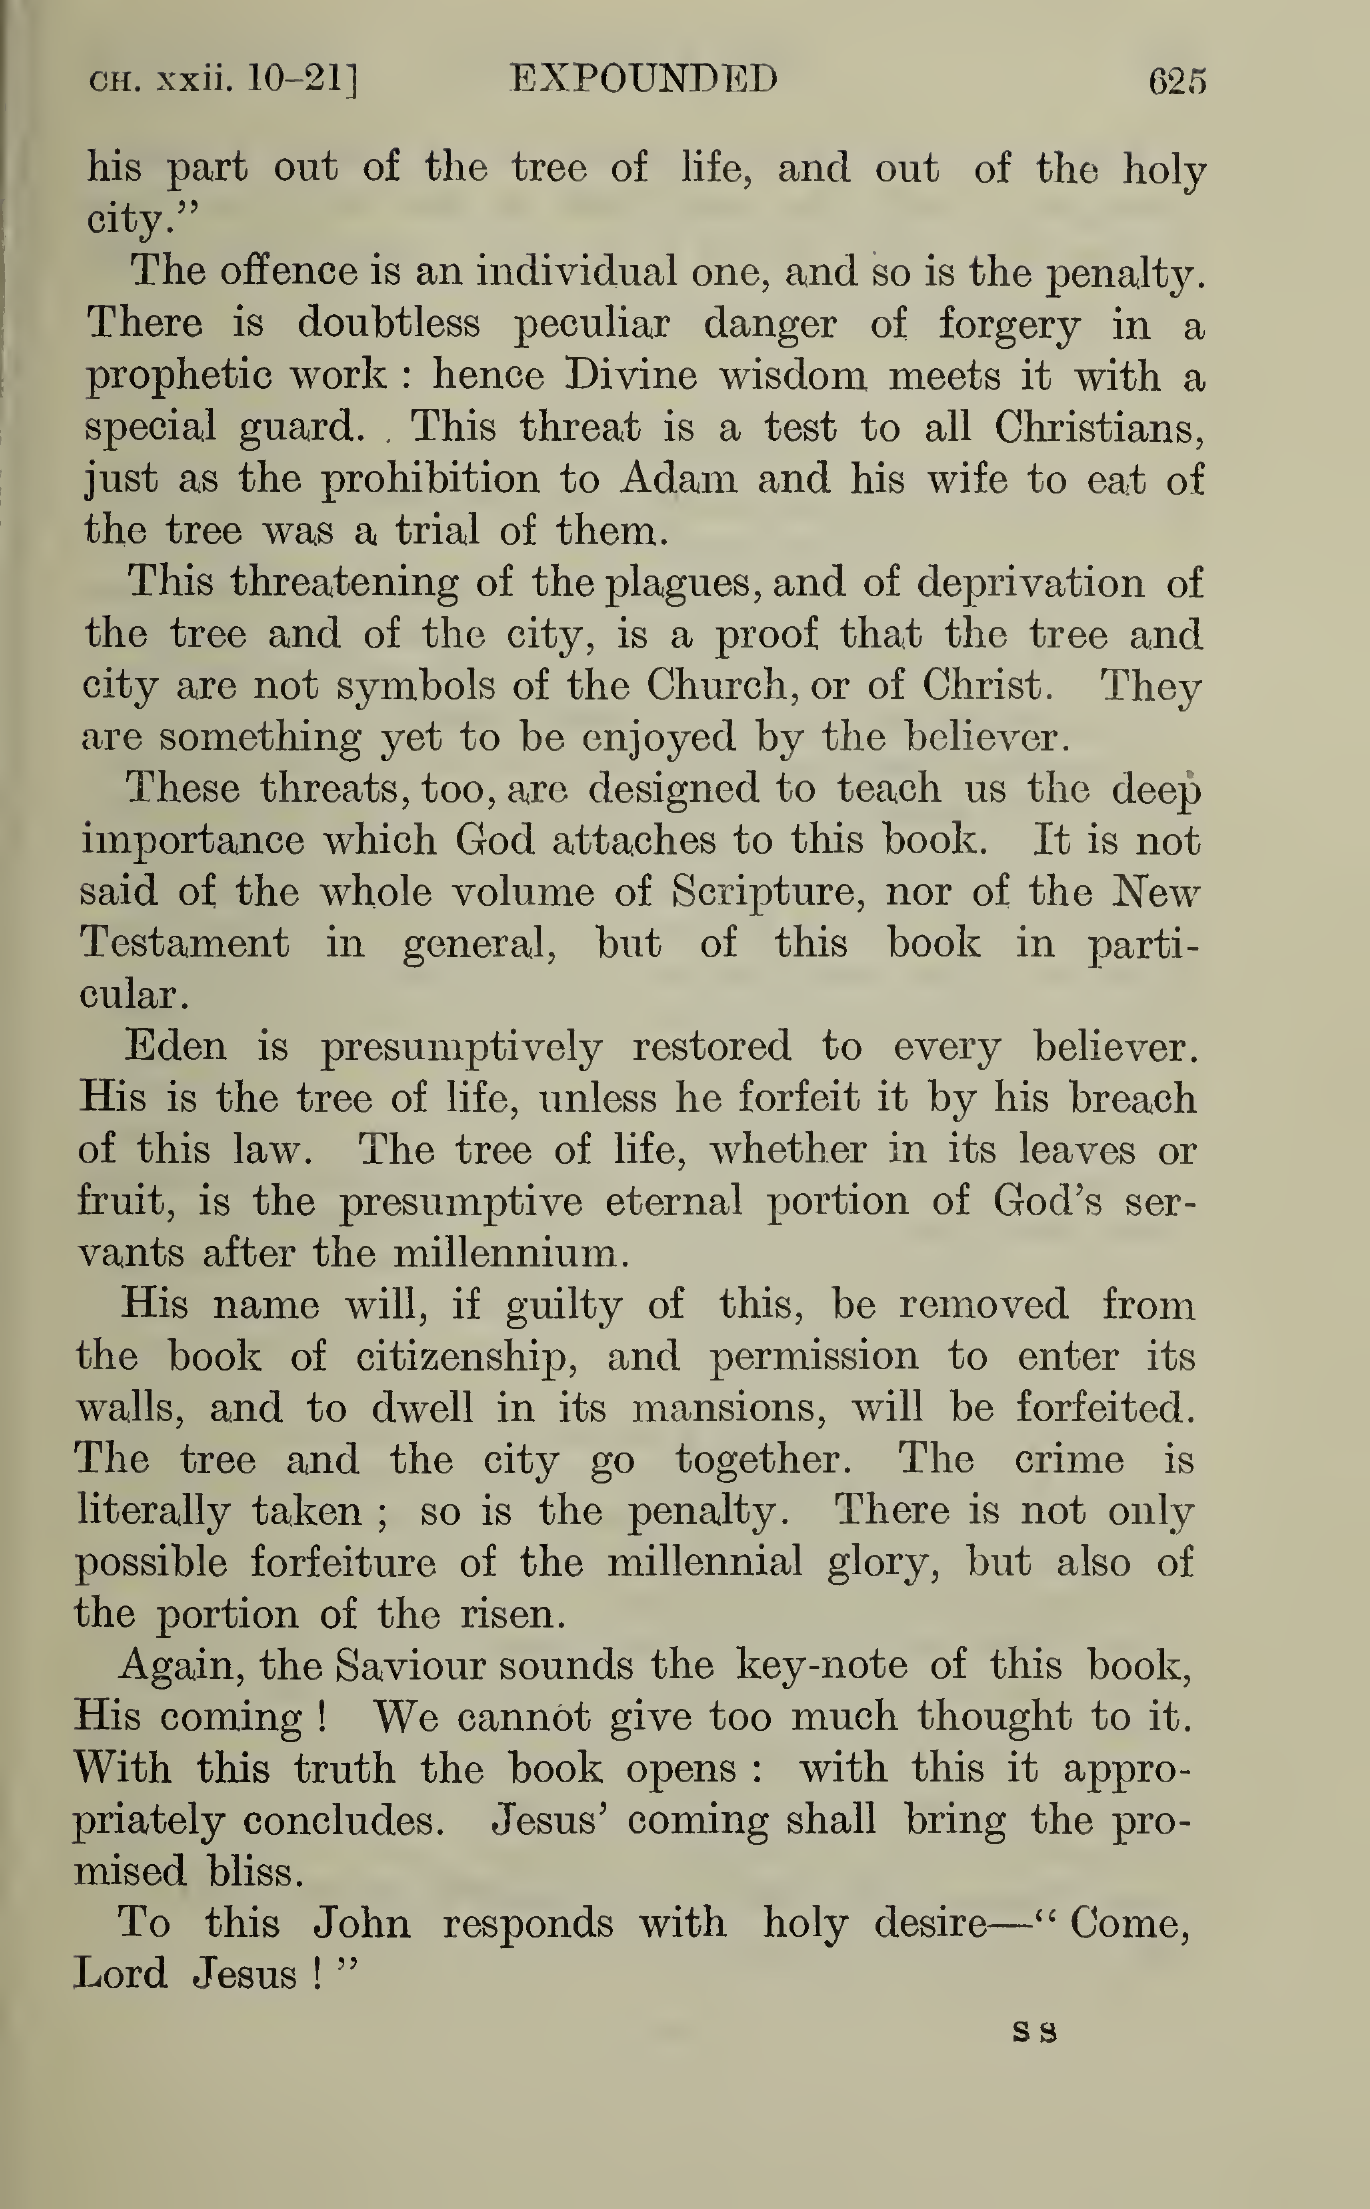 CH. xxii. 10–21] EXPOUNDED 625
his part out of the tree of life, and out of the holy
city.”
The offence is an individual one, and so is the penalty.
There is doubtless peculiar danger of forgery in a
prophetic work : hence Divine wisdom meets it with a
special guard. This threat is a test to all Christians,
just as the prohibition to Adam and his wife to eat of
the tree was a trial of them.
This threatening of the plagues, and of deprivation of
the tree and of the city, is a proof that the tree and
city are not symbols of the Church, or of Christ. They
are something yet to be enjoyed by the believer.
These threats, too, are designed to teach us the deep
importance which God attaches to this book. It is not
said of the whole volume of Scripture, nor of the New
Testament in general, but of this book in parti-
cular.
Eden is presumptively restored to every believer.
His is the tree of life, unless he forfeit it by his breach
of this law. The tree of life, whether in its leaves or
fruit, is the presumptive eternal portion of God’s ser-
vants after the millennium.
His name will, if guilty of this, be removed from
the book of citizenship, and permission to enter its
walls, and to dwell in its mansions, will be forfeited.
The tree and the city go together. The crime is
literally taken ; so is the penalty. There is not only
possible forfeiture of the millennial glory, but also of
the portion of the risen.
Again, the Saviour sounds the key-note of this book,
His coming ! We cannot give too much thought to it.
With this truth the book opens : with this it appro-
priately concludes. Jesus’ coming shall bring the pro-
mised bliss.
To this John responds with holy desire—“ Come,
Lord Jesus ! ”
S S